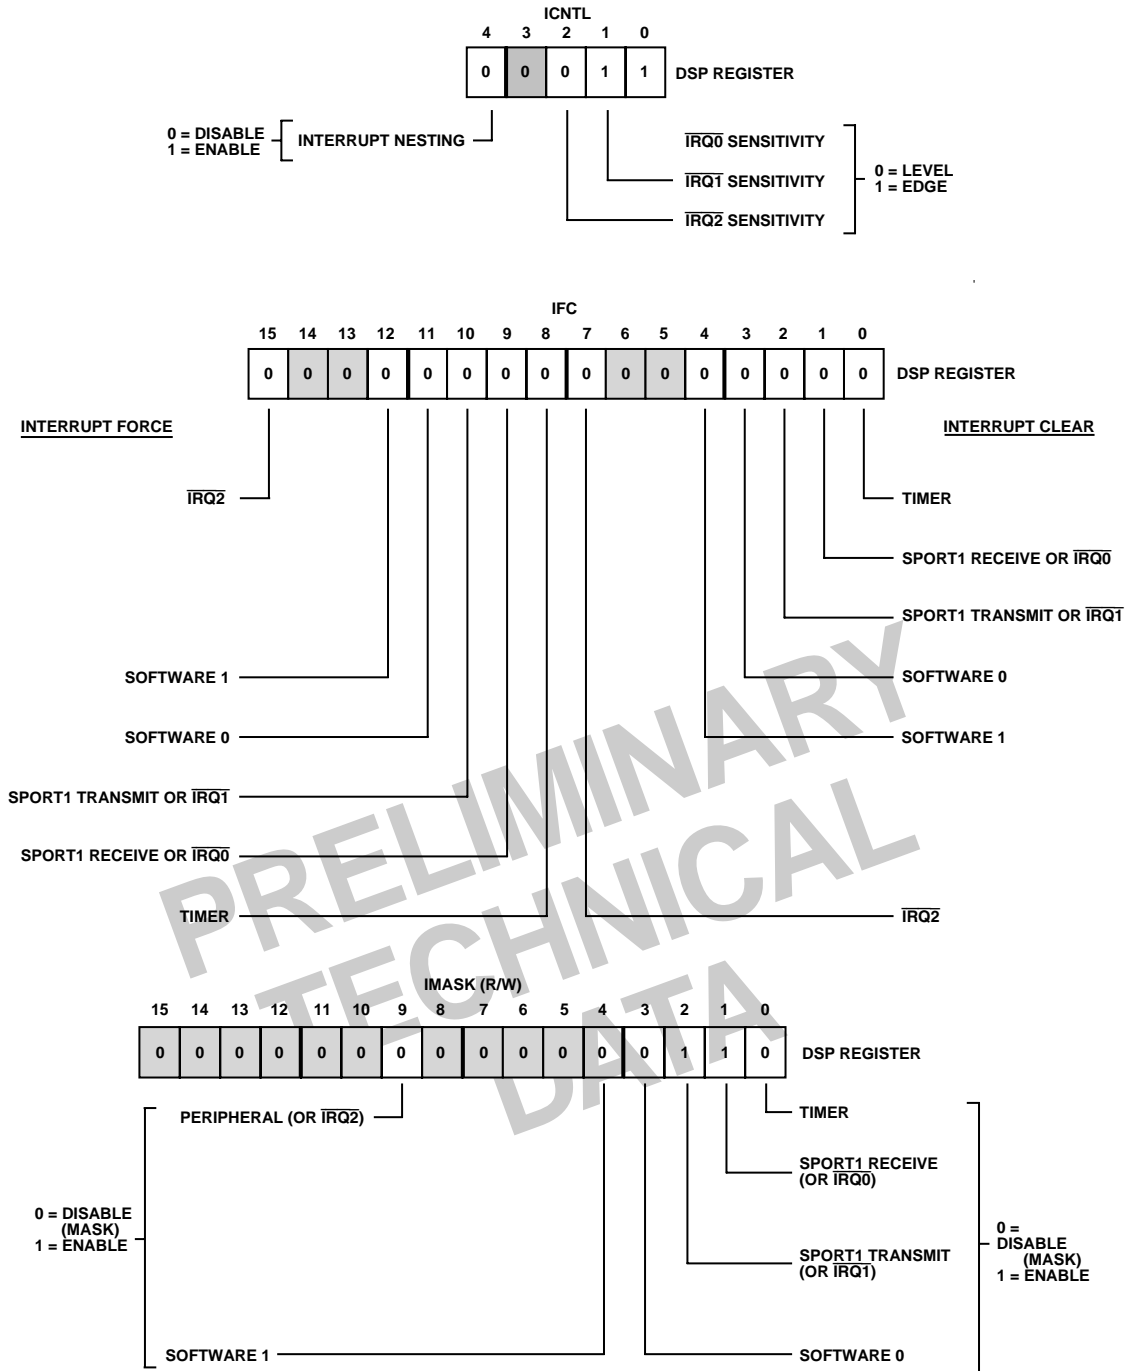 ICNTL
4 3 2 1 0
0 0 0 1 1 DSP REGISTER
0 = DISABLE
1 = ENABLE
INTERRUPT NESTING
IRQ0 SENSITIVITY
IRQ1 SENSITIVITY
IRQ2 SENSITIVITY
0 = LEVEL
1 = EDGE
IFC
15 14 13 12 11 10 9 8 7 6 5 4 3 2 1 0
0 0 0 0 0 0 0 0 0 0 0 0 0 0 0 0 DSP REGISTER
INTERRUPT FORCE
INTERRUPT CLEAR
IRQ2
TIMER
SPORT1 RECEIVE OR IRQ0
SPORT1 TRANSMIT OR IRQ1
SOFTWARE 1
SOFTWARE 0
SOFTWARE 0
SOFTWARE 1
SPORT1 TRANSMIT OR IRQ1
SPORT1 RECEIVE OR IRQ0
TIMER
IRQ2
PRELIMINARY
TECHNICAL
DATA
IMASK (R/W)
15 14 13 12 11 10 9 8 7 6 5 4 3 2 1 0
0 0 0 0 0 0 0 0 0 0 0 0 0 1 1 0 DSP REGISTER
PERIPHERAL (OR IRQ2)
TIMER
SPORT1 RECEIVE
(OR IRQ0)
0 = DISABLE
(MASK)
1 = ENABLE
SPORT1 TRANSMIT
(OR IRQ1)
0 =
DISABLE
(MASK)
1 = ENABLE
SOFTWARE 1
SOFTWARE 0